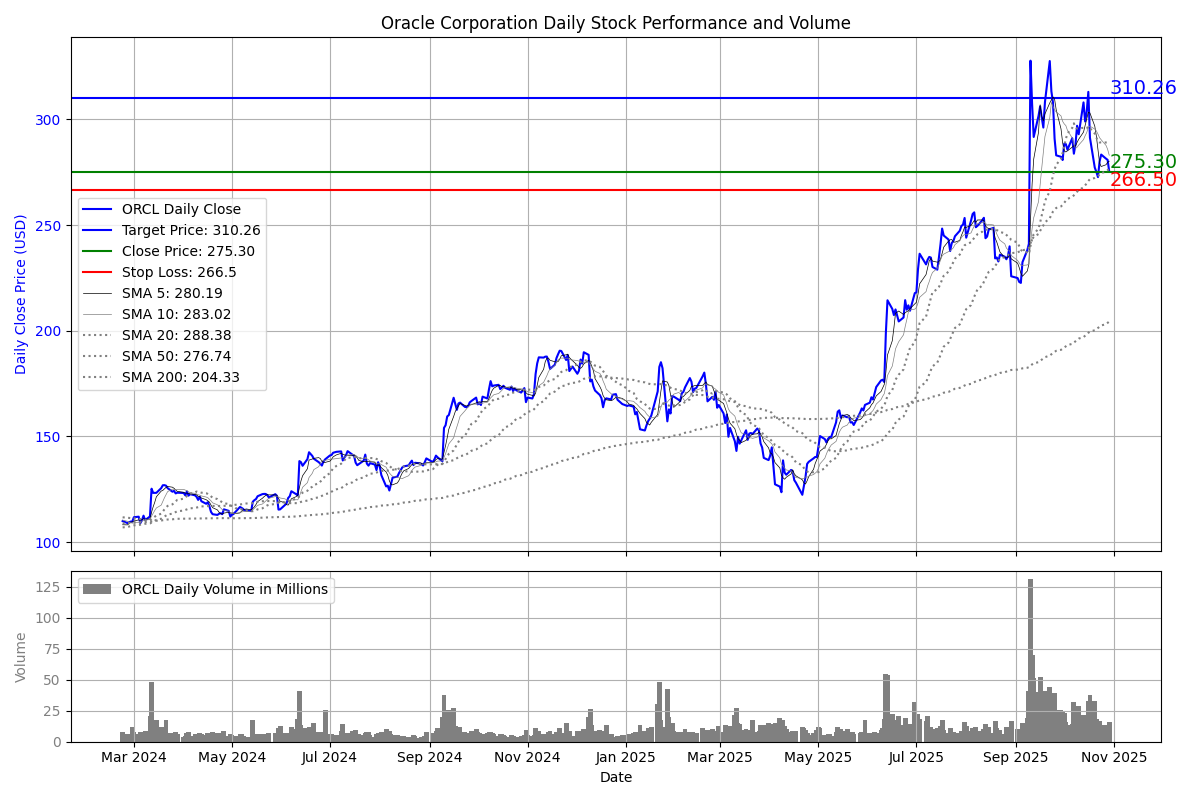 Oracle Corporation Daily Stock Performance and Volume
310.26
300
275.30
266.50
250
200
150
100
Daily Close Price (USD)
ORCL Daily Close
Target Price: 310.26
Close Price: 275.30
Stop Loss: 266.5
SMA 5: 280.19
SMA 10: 283.02
SMA 20: 288.38
SMA 50: 276.74
SMA 200: 204.33
ORCL Daily Volume in Millions
125
100
75
50
25
0
Volume
Mar 2024 May 2024 Jul 2024 Sep 2024 Nov 2024 Jan 2025 Mar 2025 May 2025 Jul 2025 Sep 2025 Nov 2025
Date